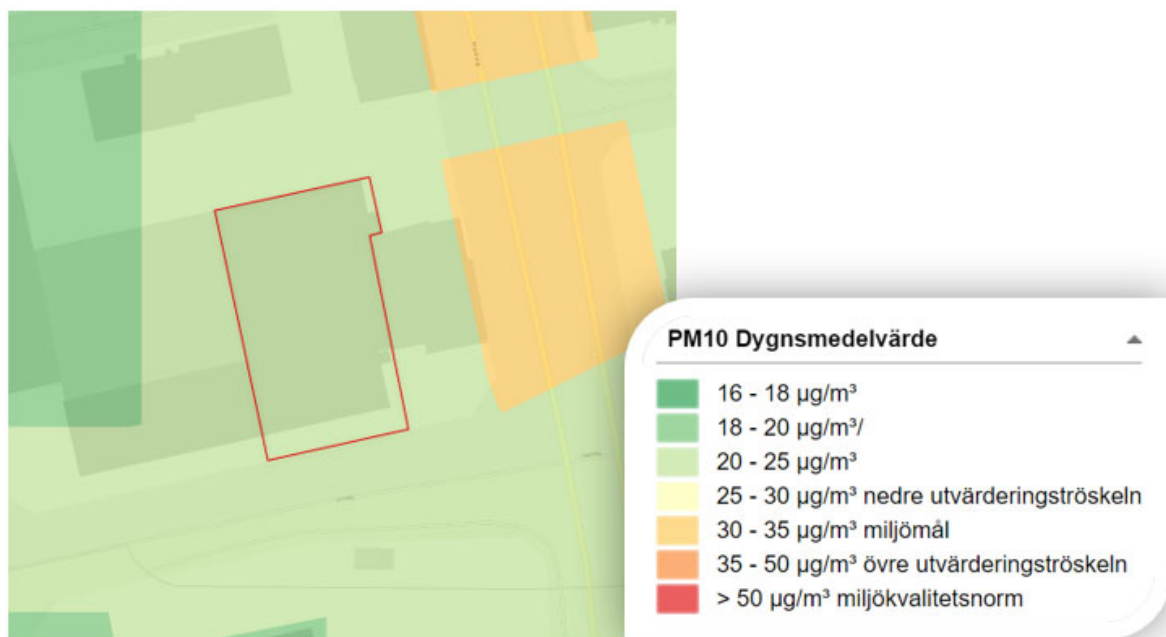 PM10 Dygnsmedelvärde
16 - 18 µg/m³
18 - 20 µg/m³/
20 - 25 µg/m³
25 - 30 µg/m³ nedre utvärderingströskeln
30 - 35 µg/m³ miljömål
35 - 50 µg/m³ övre utvärderingströskeln
> 50 µg/m³ miljökvalitetsnorm